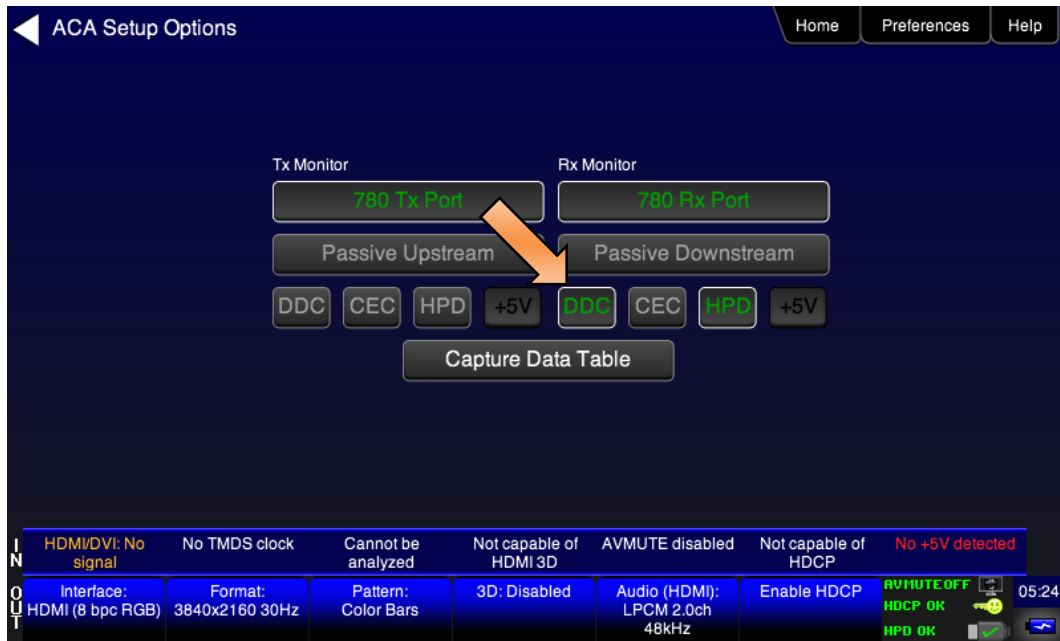 ACA Setup Options
Home
Preferences
Help
Tx Monitor
Rx Monitor
780 Tx Port
780 Rx Port
Passive Upstream
Passive Downstream
DDC
CEC
HPD
+5V
DDC
CEC
HPD
+5V
Capture Data Table
IN
HDMI/DVI: No
signal
No TMDS clock
Cannot be
analyzed
Not capable of
HDMI 3D
AVMUTE disabled
Not capable of
HDCP
No +5V detected
OUT
Interface:
HDMI (8 bpc RGB)
Format:
3840x2160 30Hz
Pattern:
Color Bars
3D: Disabled
Audio (HDMI):
LPCM 2.0ch
48kHz
Enable HDCP
AVMUTEOFF
HDCP OK
HPD OK
05:24